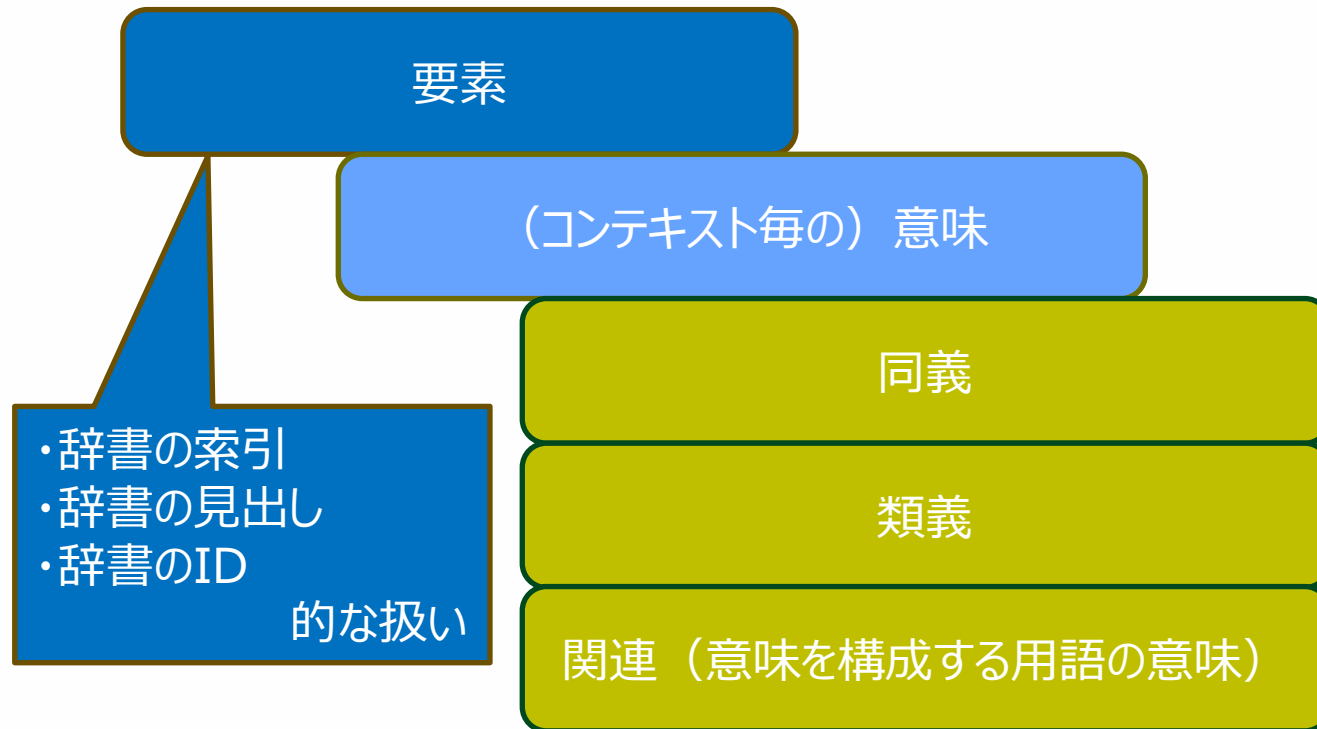 要素
（コンテキスト毎の）意味
同義
・辞書の索引
・辞書の見出し
・辞書のID
的な扱い
類義
関連（意味を構成する用語の意味）